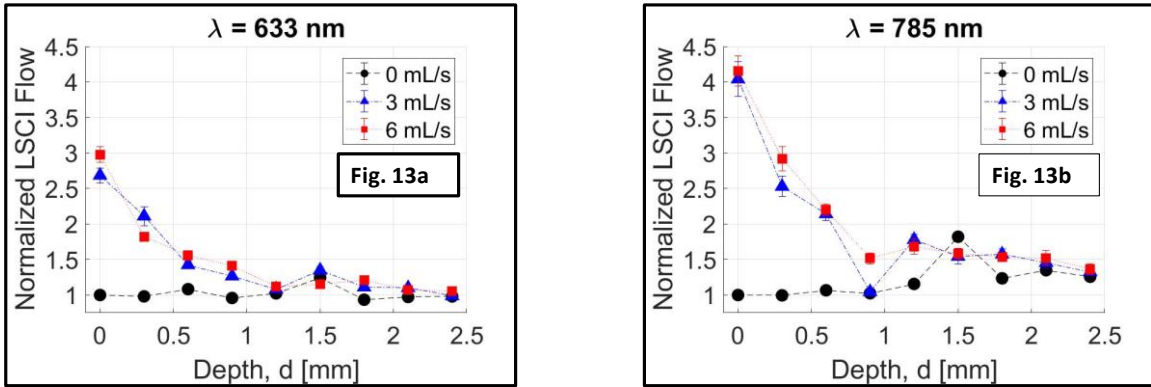 λ = 633 nm
4.5
4
3.5
3
2.5
2
1.5
1
Normalized LSCI Flow
0 mL/s
3 mL/s
6 mL/s
Fig. 13a
0
0.5
1
1.5
2
2.5
Depth, d [mm]
λ = 785 nm
4.5
4
3.5
3
2.5
2
1.5
1
Normalized LSCI Flow
0 mL/s
3 mL/s
6 mL/s
Fig. 13b
0
0.5
1
1.5
2
2.5
Depth, d [mm]